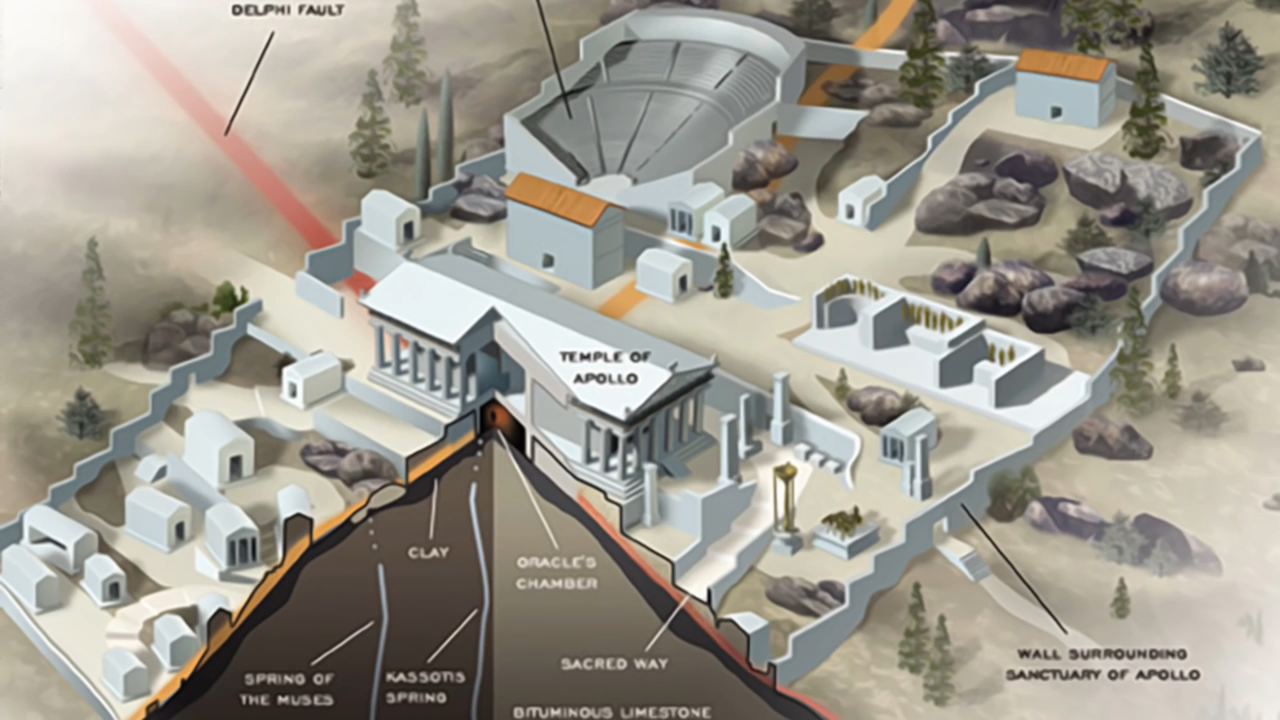 DELPHI FAULT
TEMPLE OF
APOLLO
CLAY
ORACLE'S
CHAMBER
SPRING OF
THE MUSES
KASSOTIS
SPRING
SACRED WAY
BITUMINOUS LIMESTONE
WALL SURROUNDING
SANCTUARY OF APOLLO